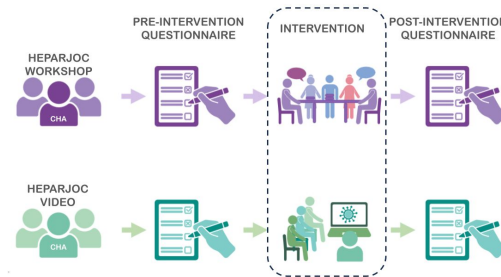 PRE-INTERVENTION
QUESTIONNAIRE
INTERVENTION
POST-INTERVENTION
QUESTIONNAIRE
HEPARJOC
WORKSHOP
CHA
HEPARJOC
VIDEO
CHA